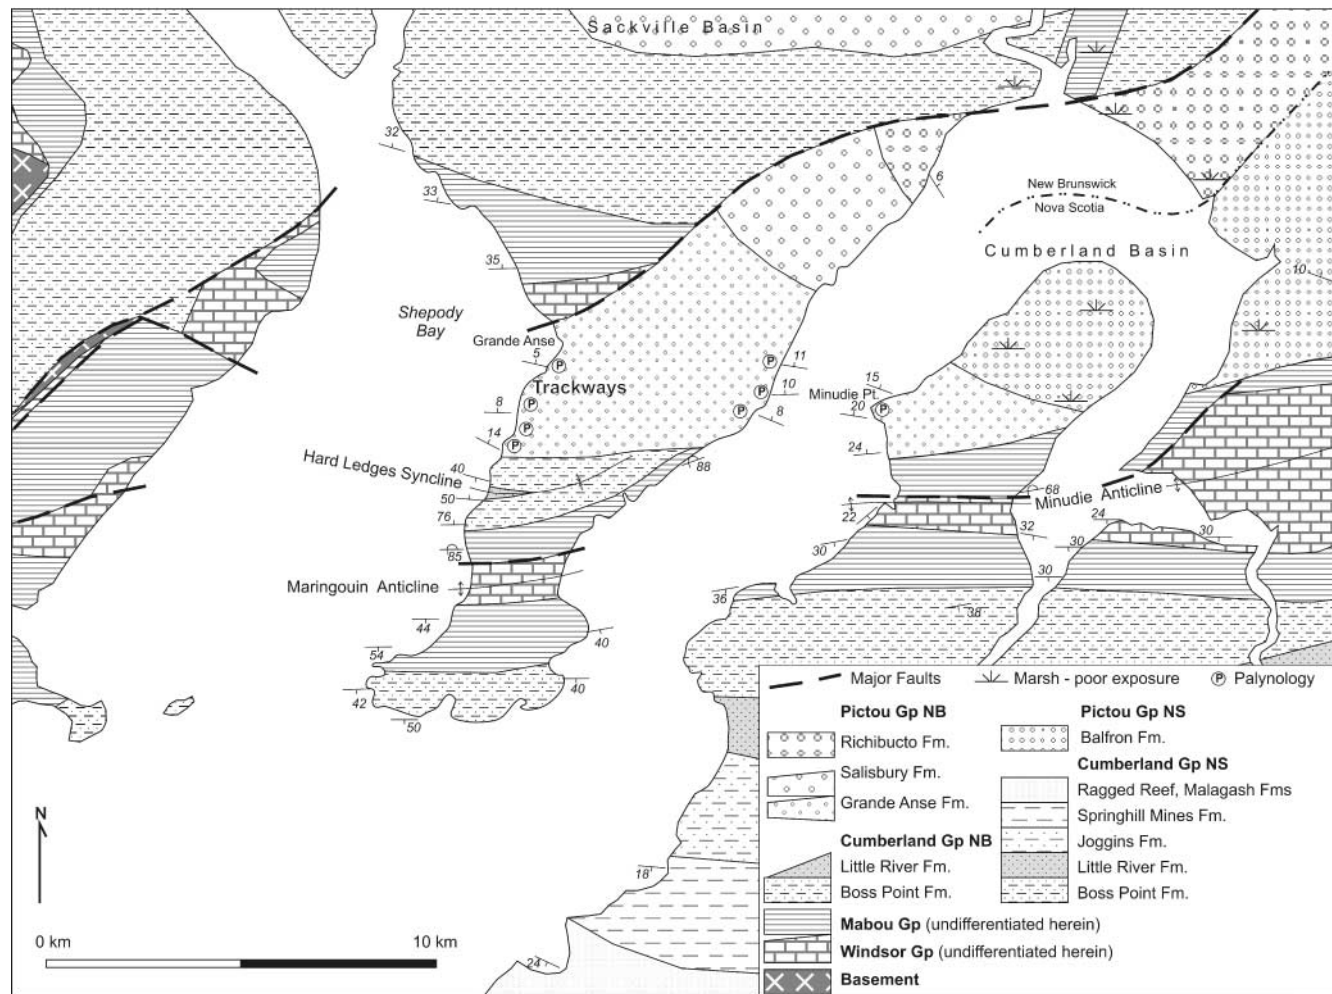 Sackville Basin
32
33
6
New Brunswick
Nova Scotia
Cumberland Basin
35
10
Shepody
Bay
Grande Anse
5
P
P
11
Trackways
P
10
15
Minudie Pt.
20
P
8
P
P
8
14
P
P
24
Hard Ledges
Syncline
40
88
50
68
Minudie Anticline
76
22
24
32
30
30
30
85
30
Maringouin Anticline
36
38
44
40
54
42
40
50
18
24
N
0 km
10 km
Major Faults
Marsh - poor exposure
P
Palynology
Pictou Gp NB
Richibucto Fm.
Salisbury Fm.
Grande Anse Fm.
Cumberland Gp NB
Little River Fm.
Boss Point Fm.
Pictou Gp NS
Balfron Fm.
Cumberland Gp NS
Ragged Reef, Malagash Fms
Springhill Mines Fm.
Joggins Fm.
Little River Fm.
Boss Point Fm.
Mabou Gp (undifferentiated herein)
Windsor Gp (undifferentiated herein)
Basement